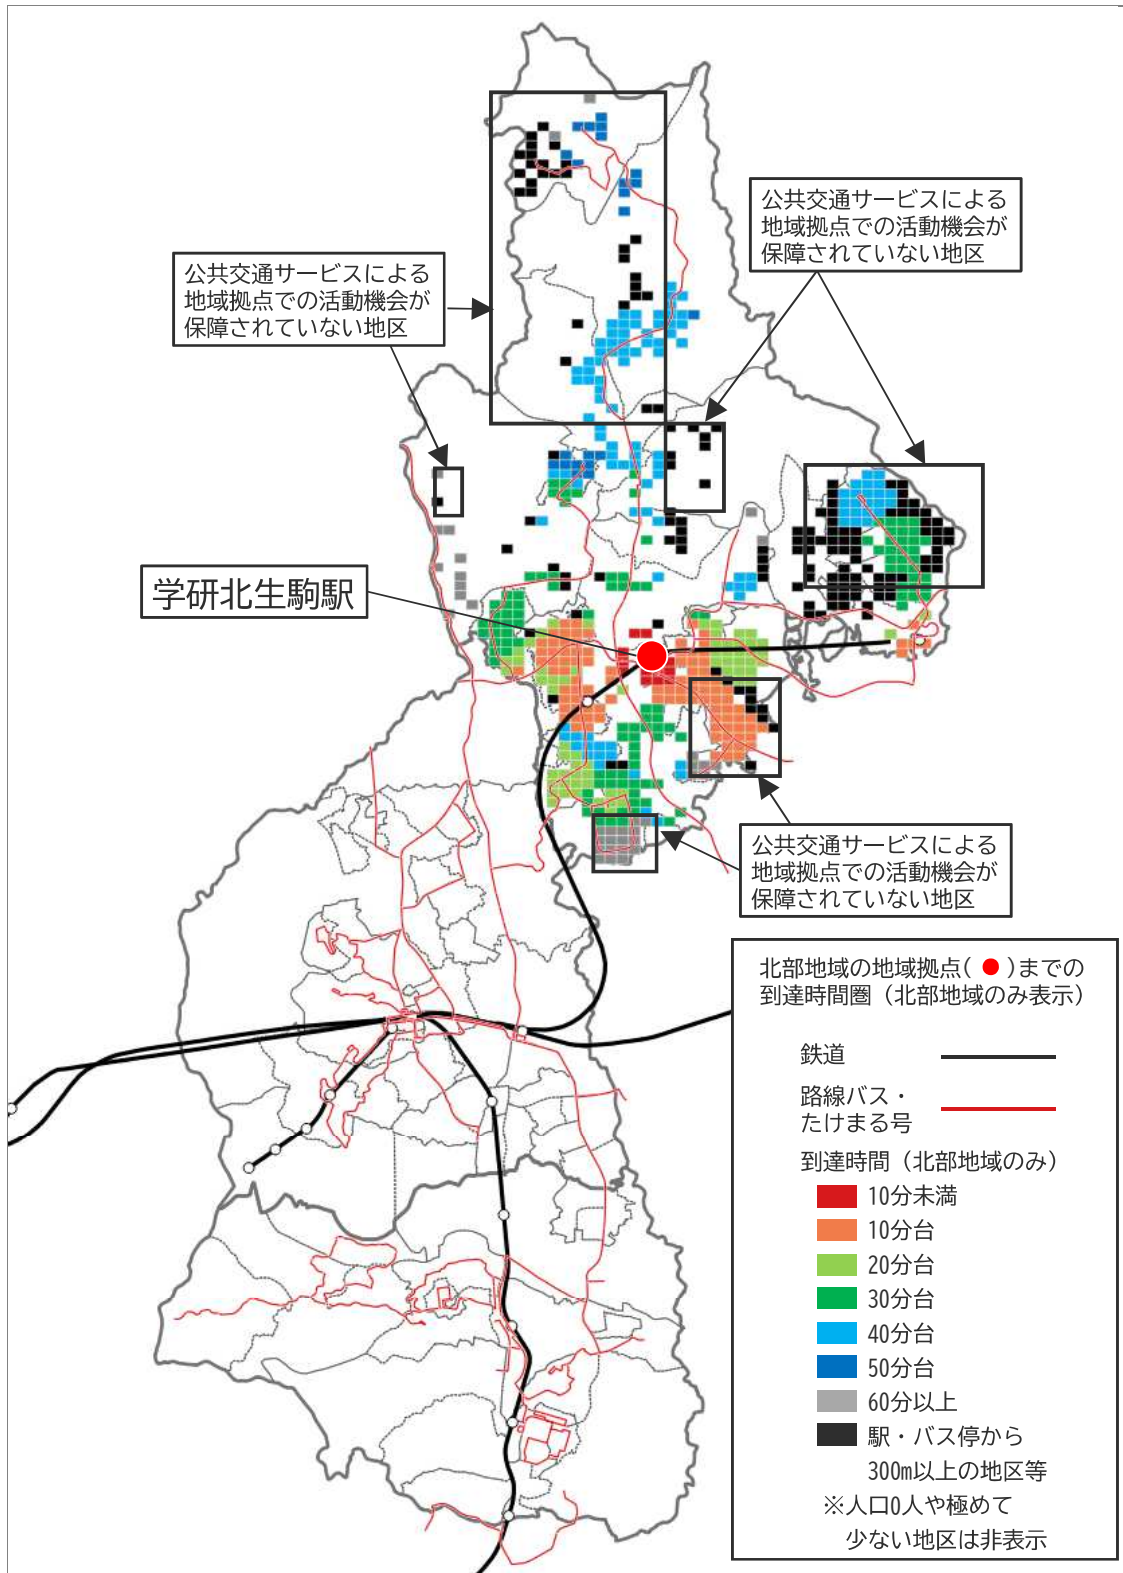 公共交通サービスによる
地域拠点での活動機会が
保障されていない地区
公共交通サービスによる
地域拠点での活動機会が
保障されていない地区
学研北生駒駅
公共交通サービスによる
地域拠点での活動機会が
保障されていない地区
北部地域の地域拠点( )までの
到達時間圏（北部地域のみ表示）
鉄道
路線バス・
たけまる号
到達時間（北部地域のみ）
10分未満
10分台
20分台
30分台
40分台
50分台
60分以上
駅・バス停から
300m以上の地区等
※人口0人や極めて
少ない地区は非表示